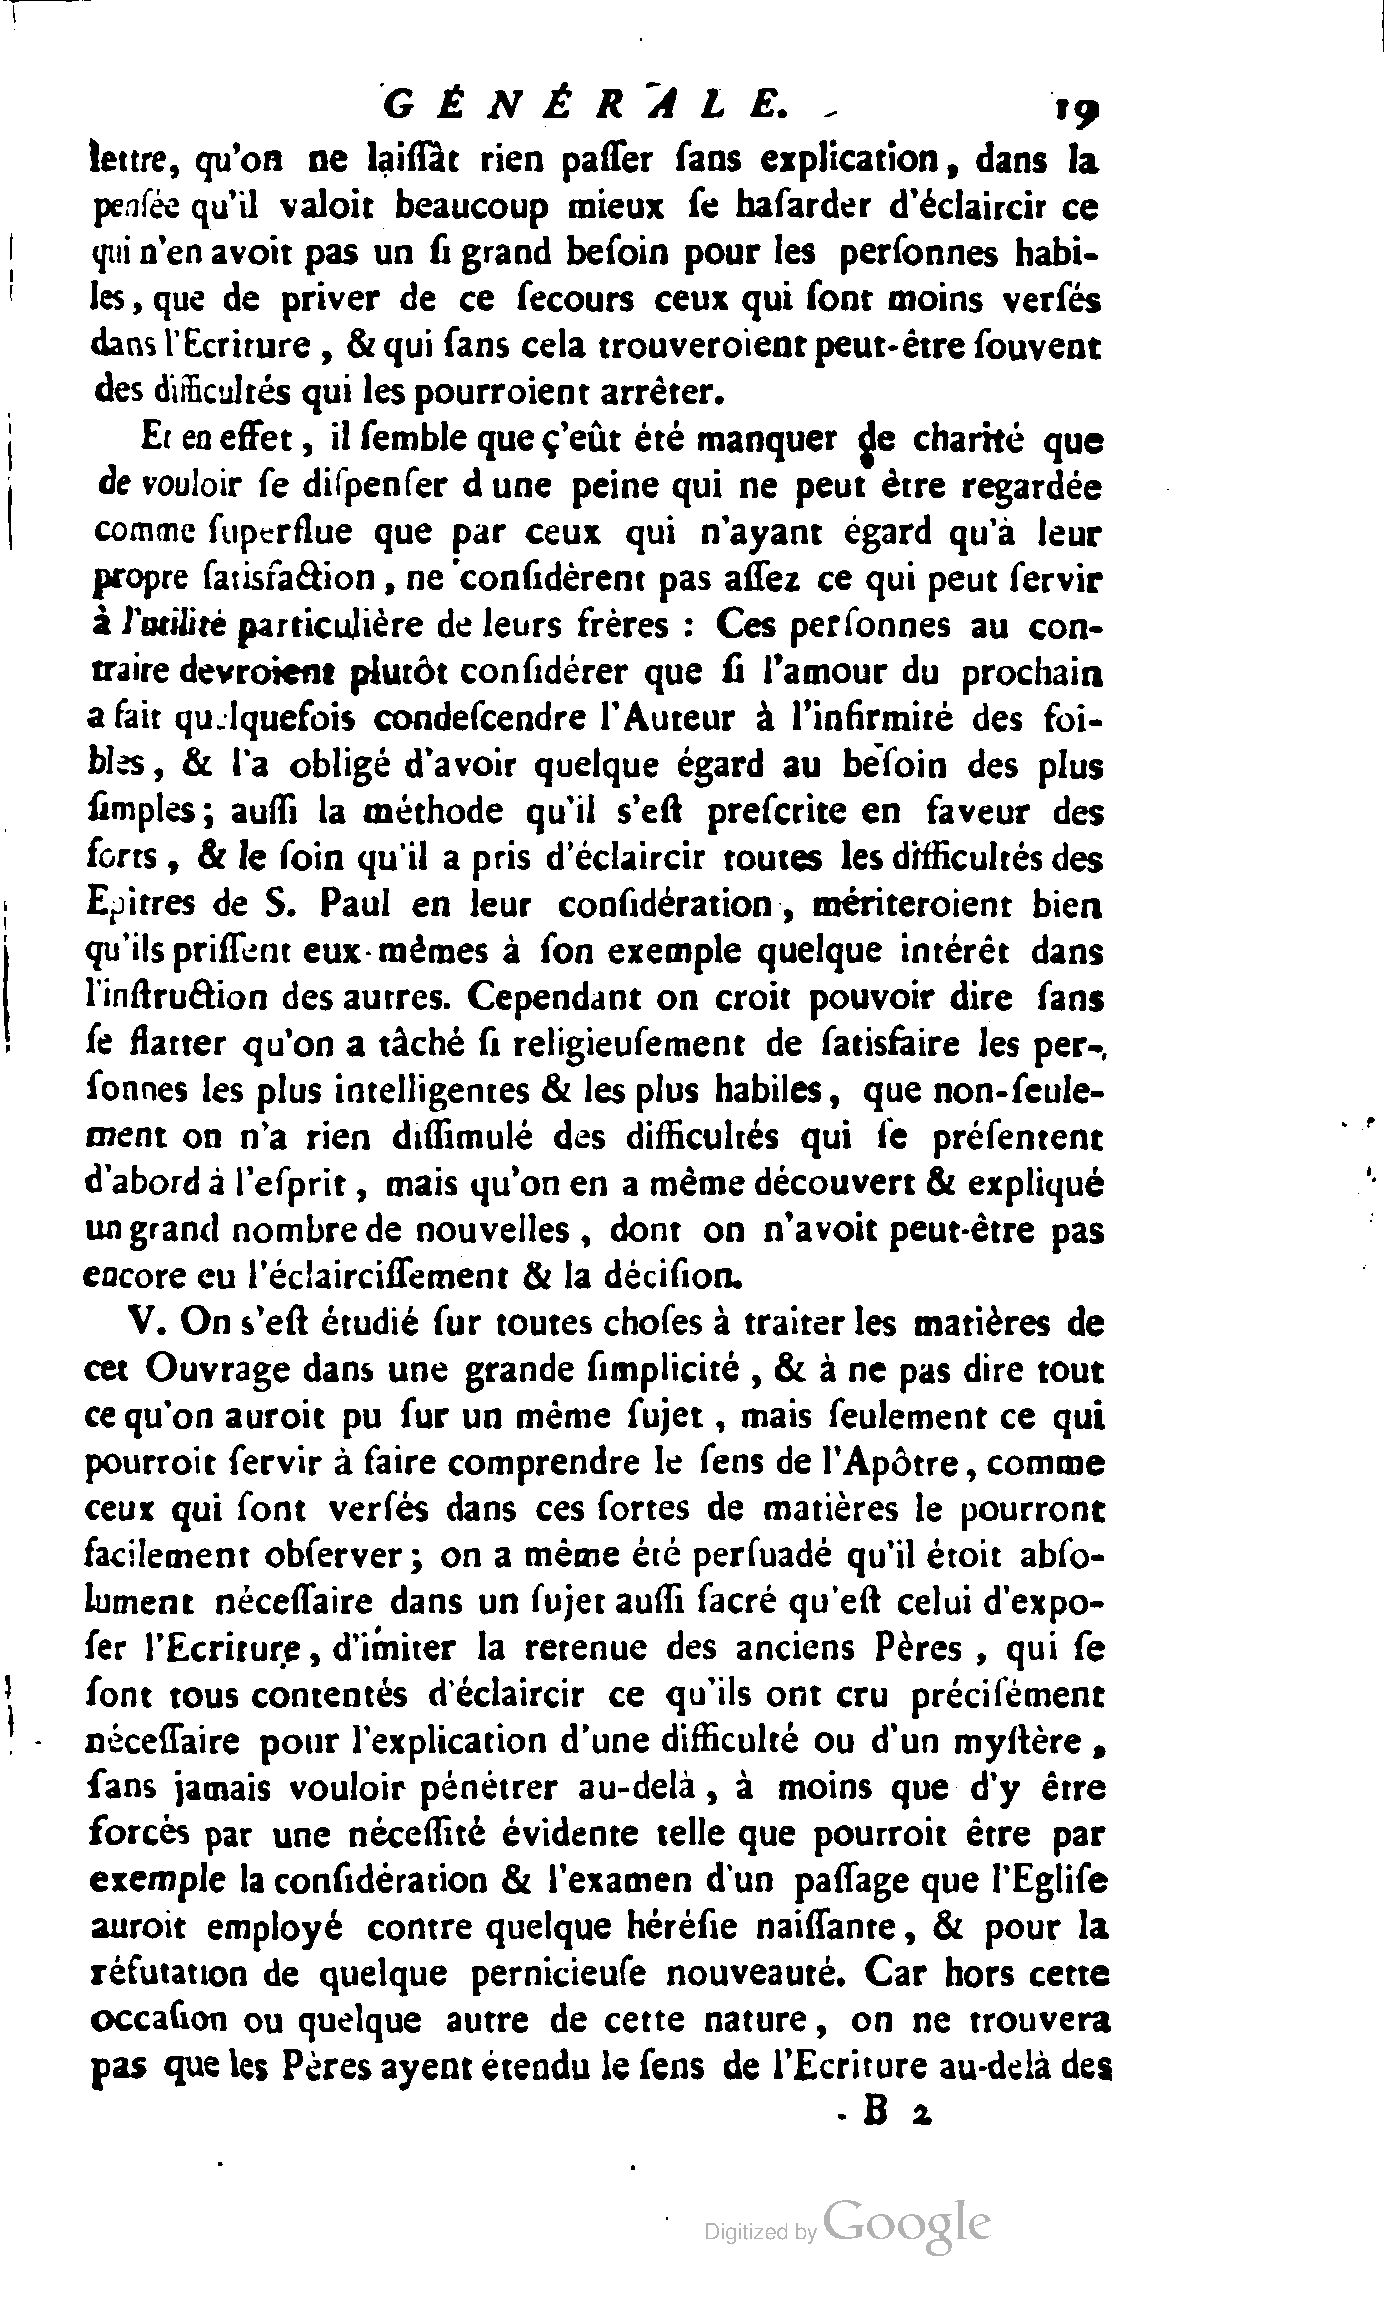 GÉNÉRALE. 19
lettre, qu'on ne laiſſât rien paſſer ſans explication, dans la
penſée qu'il valoit beaucoup mieux ſe haſarder d'éclaircir ce
qui n'en avoit pas un ſi grand beſoin pour les perſonnes habi-
les, que de priver de ce ſecours ceux qui ſont moins verſés
dans l'Ecriture, & qui ſans cela trouveroient peut-être ſouvent
des difficultés qui les pourroient arrêter.
Et en effet, il ſemble que ç'eût été manquer de charité que
de vouloir ſe diſpenſer d une peine qui ne peut être regardée
comme ſuperflue que par ceux qui n'ayant égard qu'à leur
propre ſatisfaction, ne conſidèrent pas aſſez ce qui peut ſervir
à l'utilité particulière de leurs frères : Ces perſonnes au con-
traire devroient plutôt conſidérer que ſi l'amour du prochain
a fait quelquefois condeſcendre l'Auteur à l'infirmité des foi-
bles, & l'a obligé d'avoir quelque égard au beſoin des plus
ſimples; auſſi la méthode qu'il s'eſt preſcrite en faveur des
forts, & le ſoin qu'il a pris d'éclaircir toutes les difficultés des
Epitres de S. Paul en leur conſidération, mériteroient bien
qu'ils priſſent eux-mêmes à ſon exemple quelque intérêt dans
l'inſtruction des autres. Cependant on croit pouvoir dire ſans
ſe flatter qu'on a tâché ſi religieuſement de ſatisfaire les per-
ſonnes les plus intelligentes & les plus habiles, que non-ſeule-
ment on n'a rien diſſimulé des difficultés qui ſe préſentent
d'abord à l'eſprit, mais qu'on en a même découvert & expliqué
un grand nombre de nouvelles, dont on n'avoit peut-être pas
encore eu l'éclairciſſement & la déciſion.
V. On s'eſt étudié ſur toutes choſes à traiter les matières de
cet Ouvrage dans une grande ſimplicité, & à ne pas dire tout
ce qu'on auroit pu ſur un même ſujet, mais ſeulement ce qui
pourroit ſervir à faire comprendre le ſens de l'Apôtre, comme
ceux qui ſont verſés dans ces ſortes de matières le pourront
facilement obſerver; on a même été perſuadé qu'il étoit abſo-
lument néceſſaire dans un ſujet auſſi ſacré qu'eſt celui d'expo-
ſer l'Ecriture, d'imiter la retenue des anciens Pères, qui ſe
ſont tous contentés d'éclaircir ce qu'ils ont cru préciſément
néceſſaire pour l'explication d'une difficulté ou d'un myſtère,
ſans jamais vouloir pénétrer au-delà, à moins que d'y être
forcés par une néceſſité évidente telle que pourroit être par
exemple la conſidération & l'examen d'un paſſage que l'Egliſe
auroit employé contre quelque héréſie naiſſante, & pour la
réfutation de quelque pernicieuſe nouveauté. Car hors cette
occaſion ou quelque autre de cette nature, on ne trouvera
pas que les Pères ayent étendu le ſens de l'Ecriture au-delà des
B 2
Digitized by Google